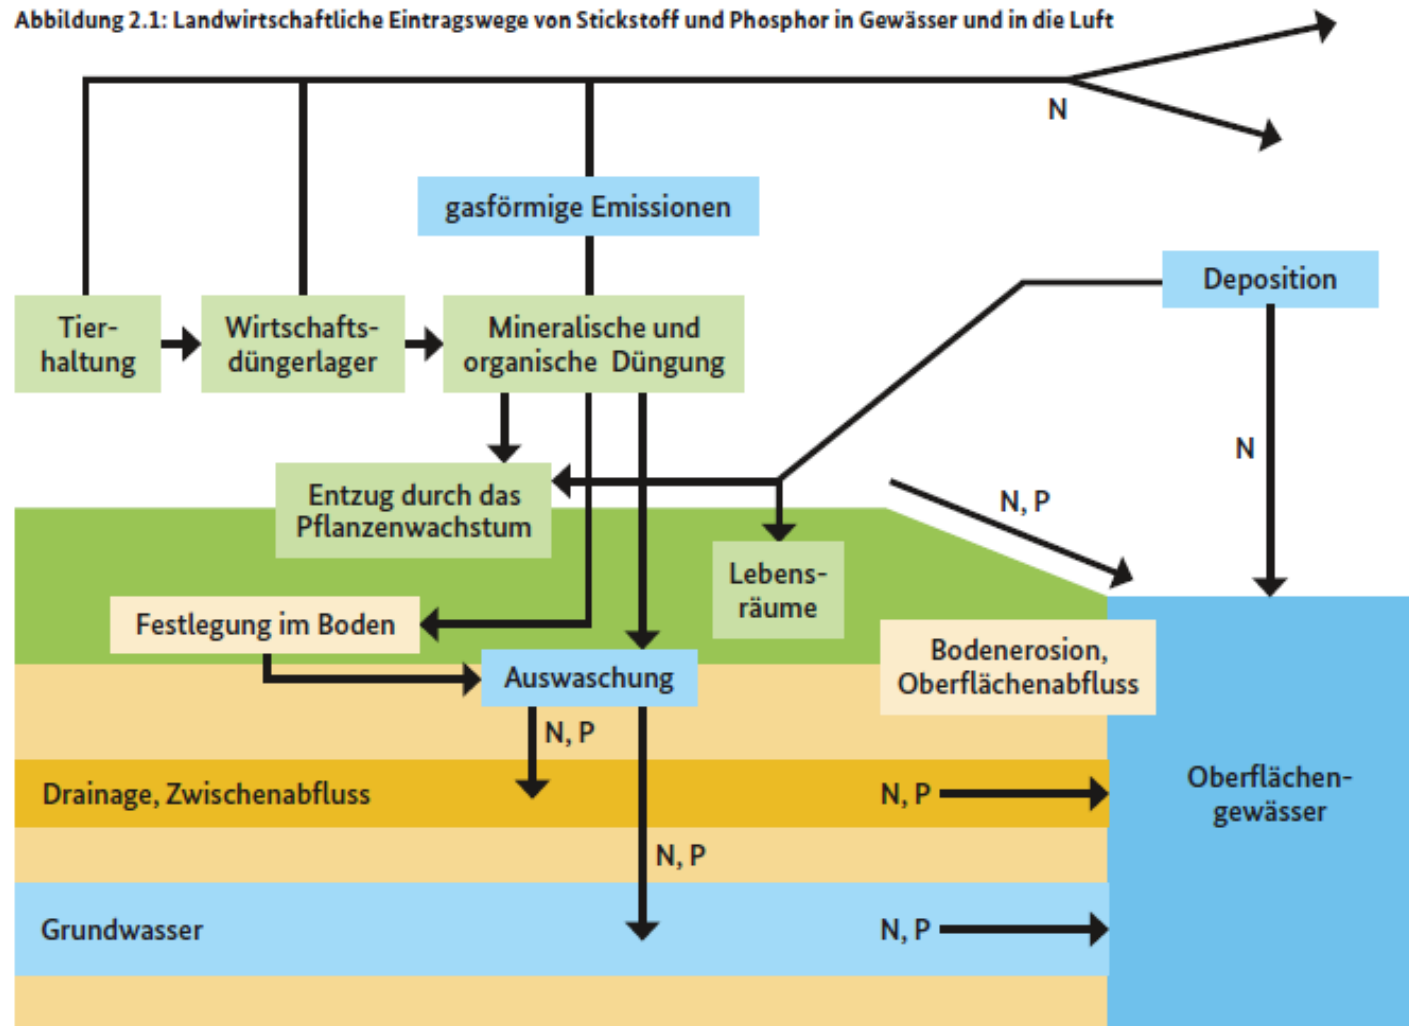 Abbildung 2.1: Landwirtschaftliche Eintragswege von Stickstoff und Phosphor in Gewässer und in die Luft
N
gasförmige Emissionen
Deposition
Tier-
haltung
Wirtschafts-
düngerlager
Mineralische und
organische Düngung
N
Entzug durch das
Pflanzenwachstum
N, P
Lebens-
räume
Festlegung im Boden
Bodenerosion,
Oberflächenabfluss
Auswaschung
N, P
Drainage, Zwischenabfluss
N, P
Oberflächen-
gewässer
N, P
Grundwasser
N, P